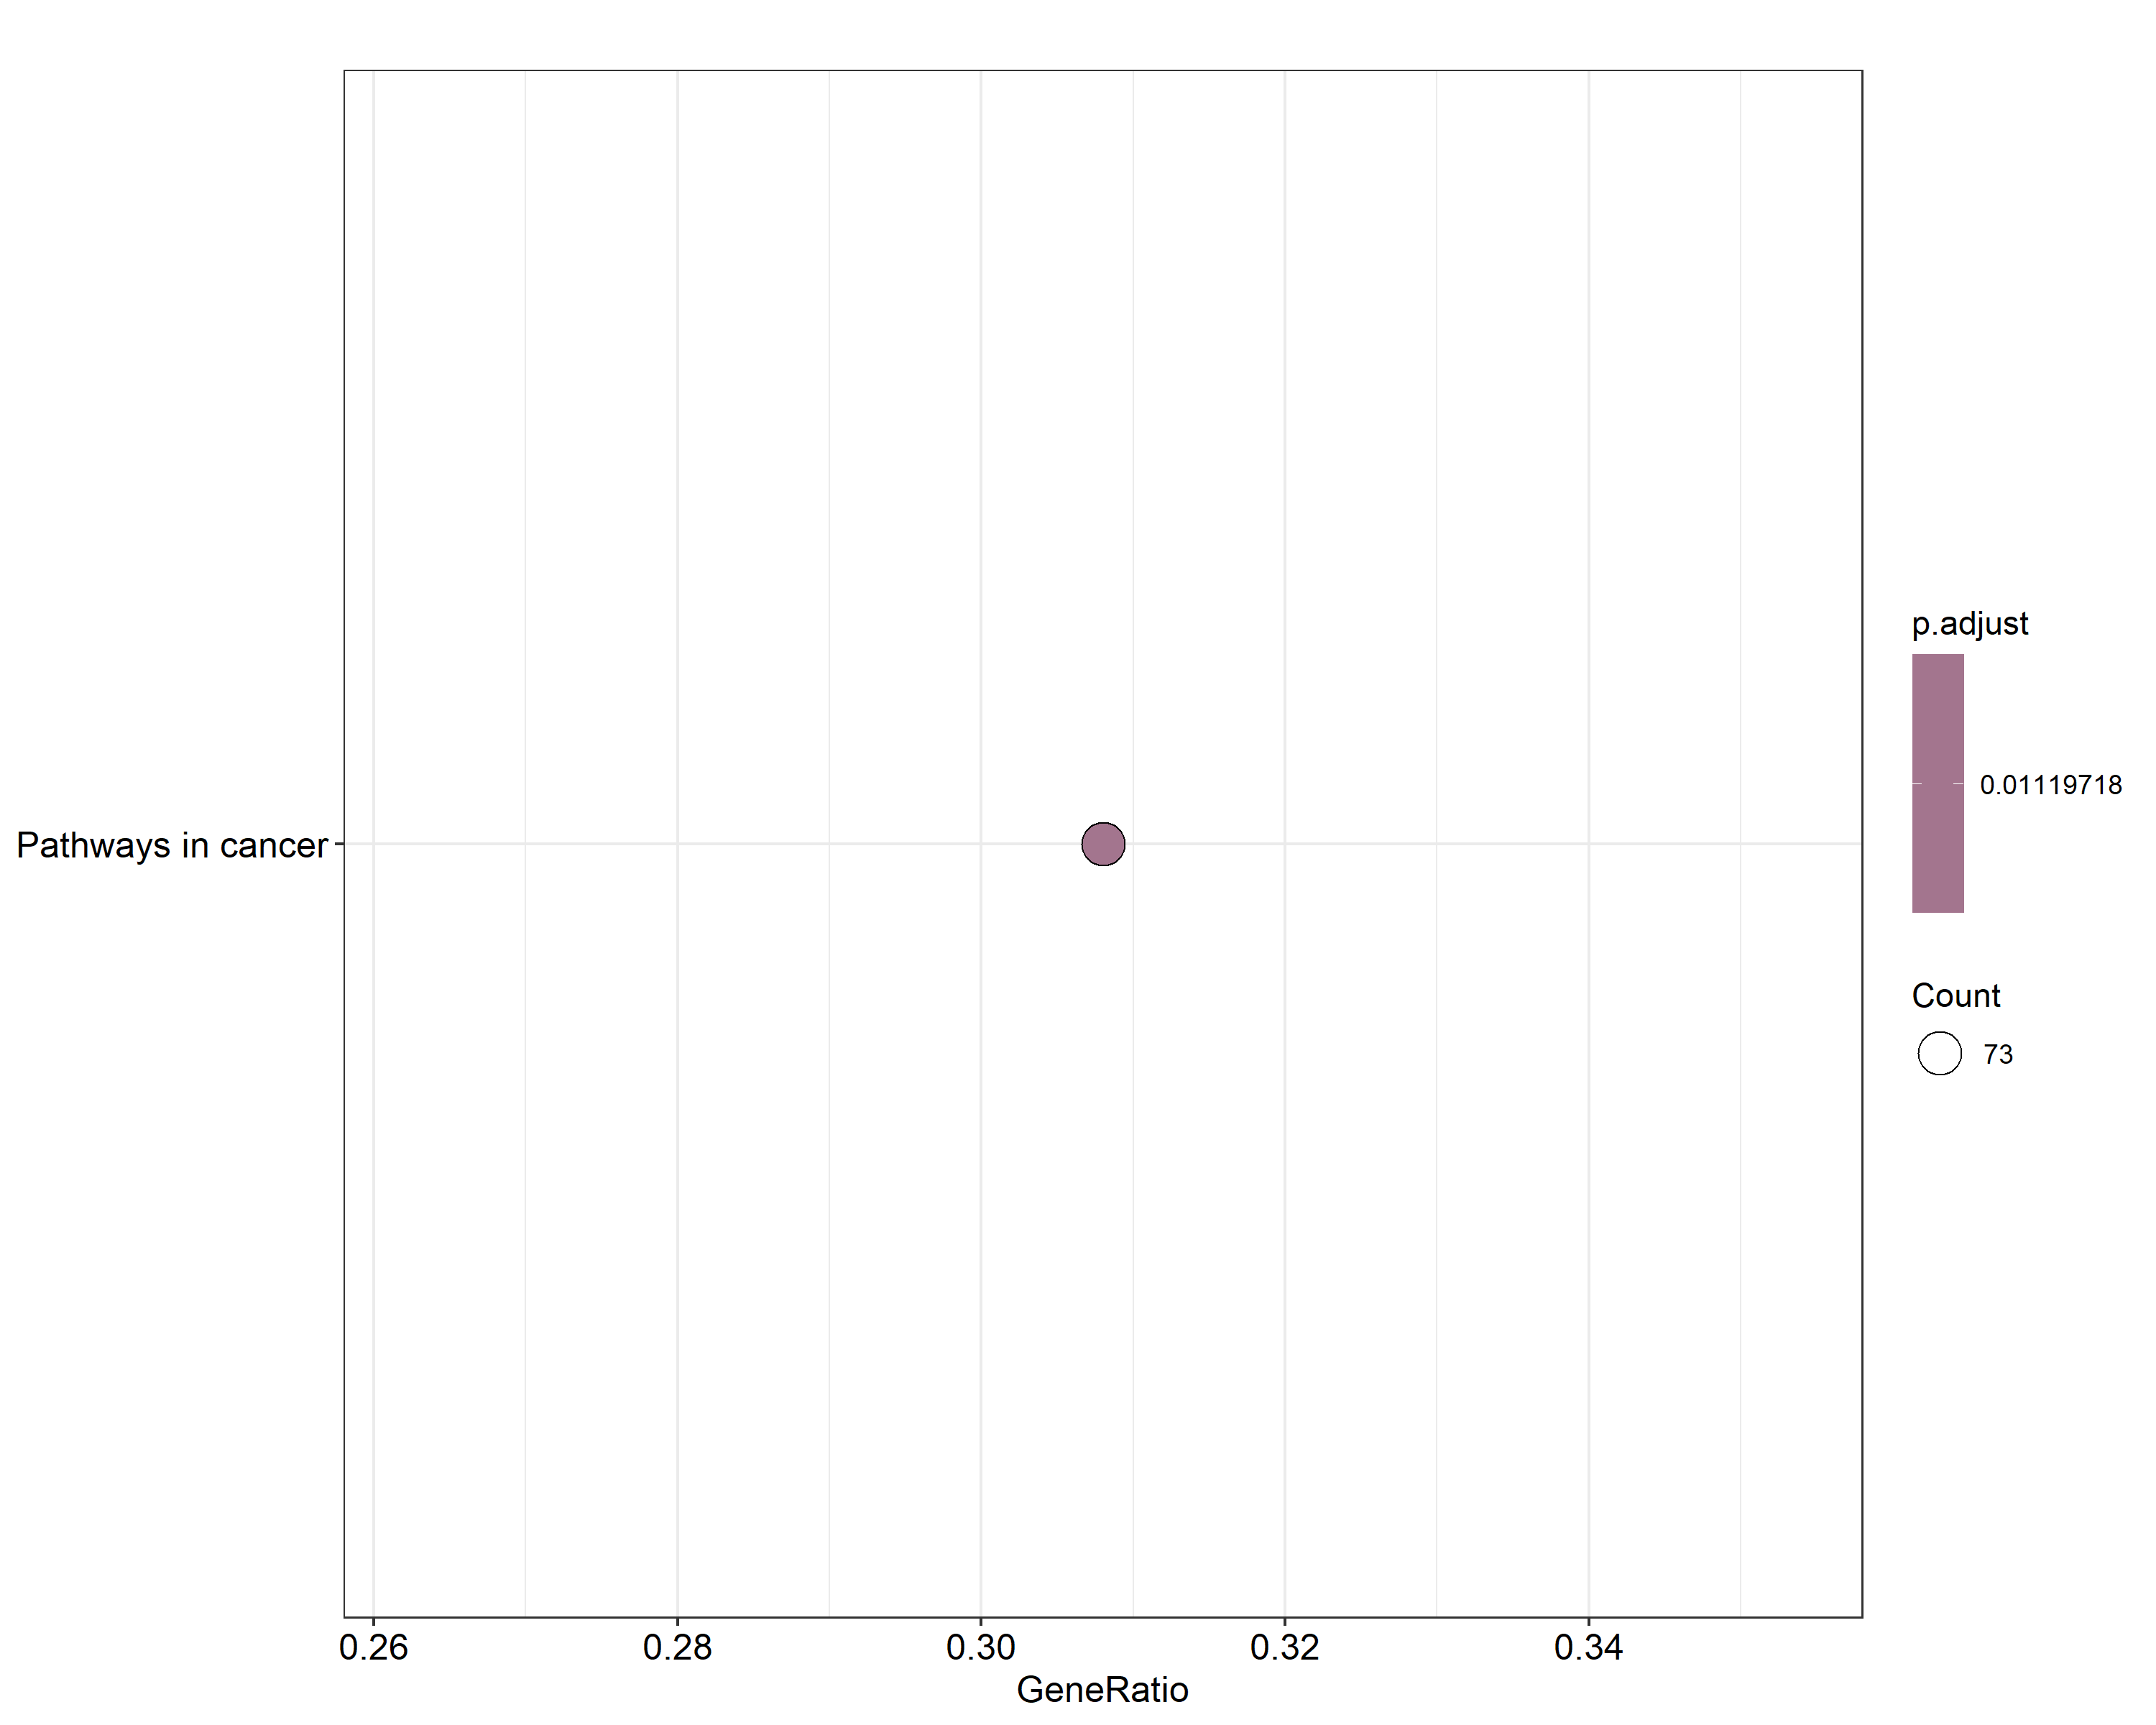 Pathways in cancer
0.26 0.28 0.30 0.32 0.34
GeneRatio
p.adjust
0.01119718
Count
73